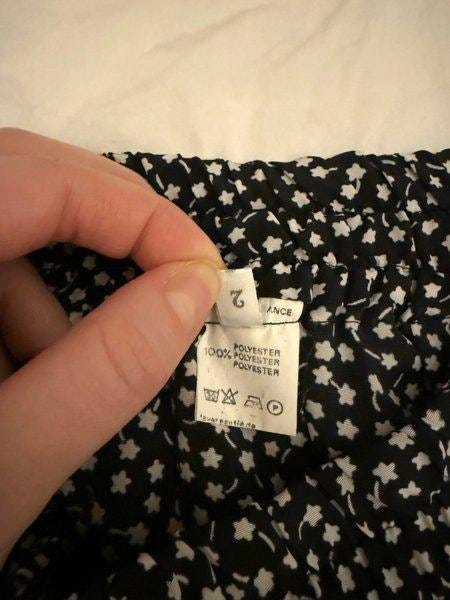 2
ANCE
100% POLYESTER
POLYESTER
POLYESTER
P